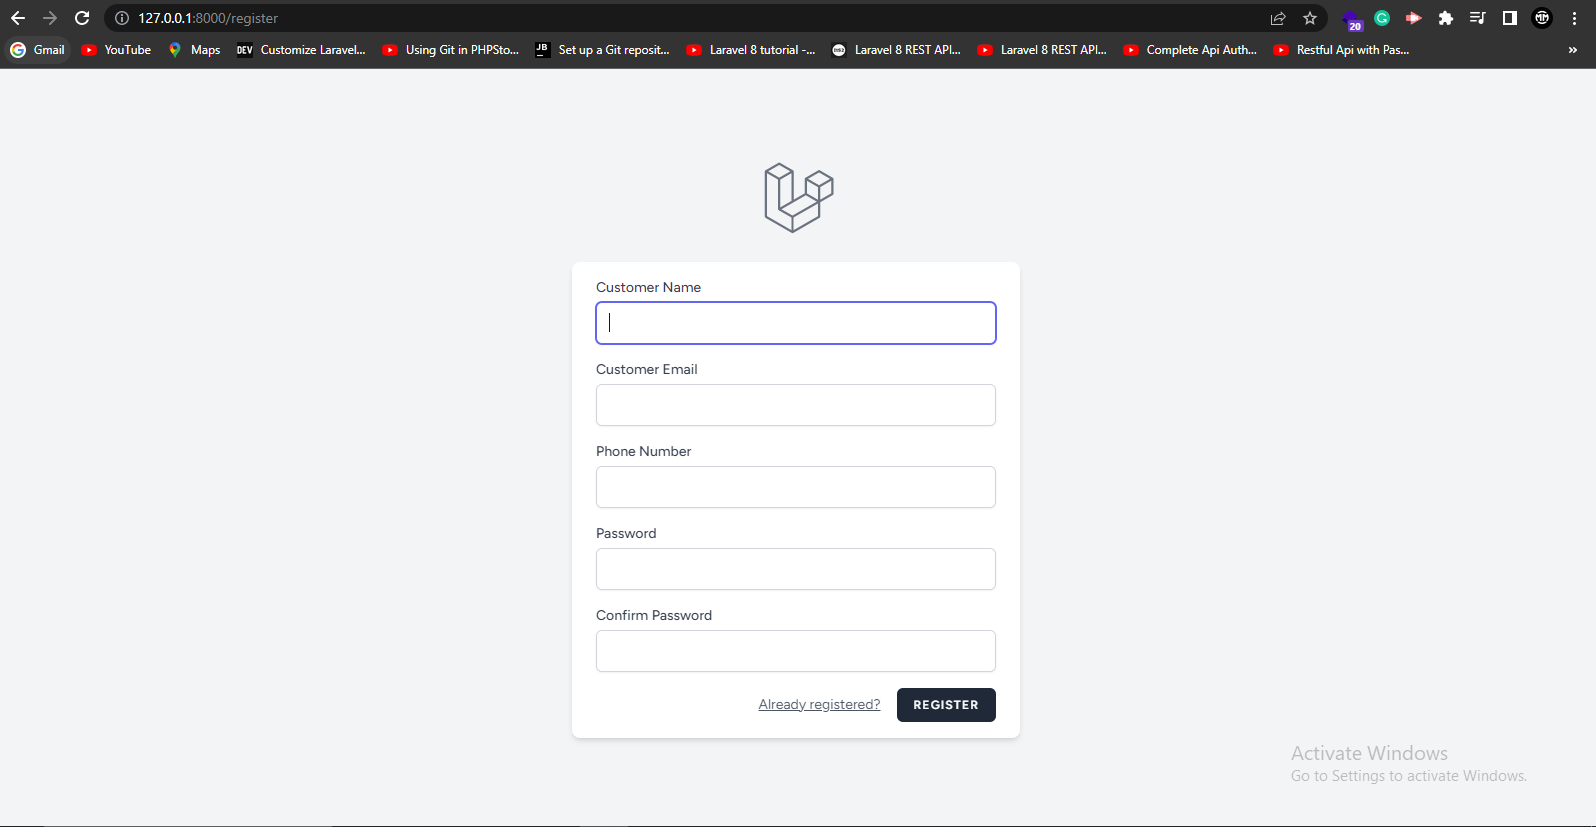 127.0.0.1:8000/register
20
MM
Gmail
YouTube
Maps
DEV
Customize Laravel...
Using Git in PHPSto...
JB
Set up a Git reposit...
Laravel 8 tutorial -...
Laravel 8 REST API...
Laravel 8 REST API...
Complete Api Auth...
Restful Api with Pas...
»
Customer Name
Customer Email
Phone Number
Password
Confirm Password
Already registered?
REGISTER
Activate Windows
Go to Settings to activate Windows.